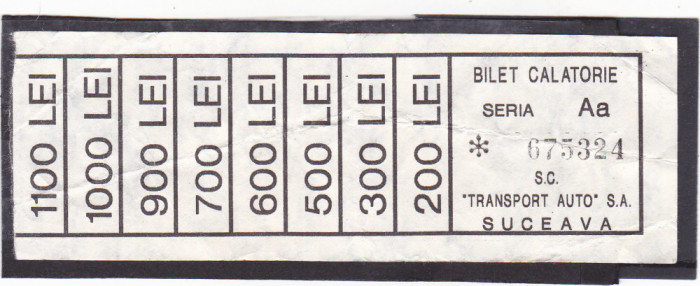 1100 LEI
1000 LEI
900 LEI
700 LEI
600 LEI
500 LEI
300 LEI
200 LEI
BILET CALATORIE
SERIA Aa
* 675324
S.C.
"TRANSPORT AUTO" S.A.
SUCEAVA